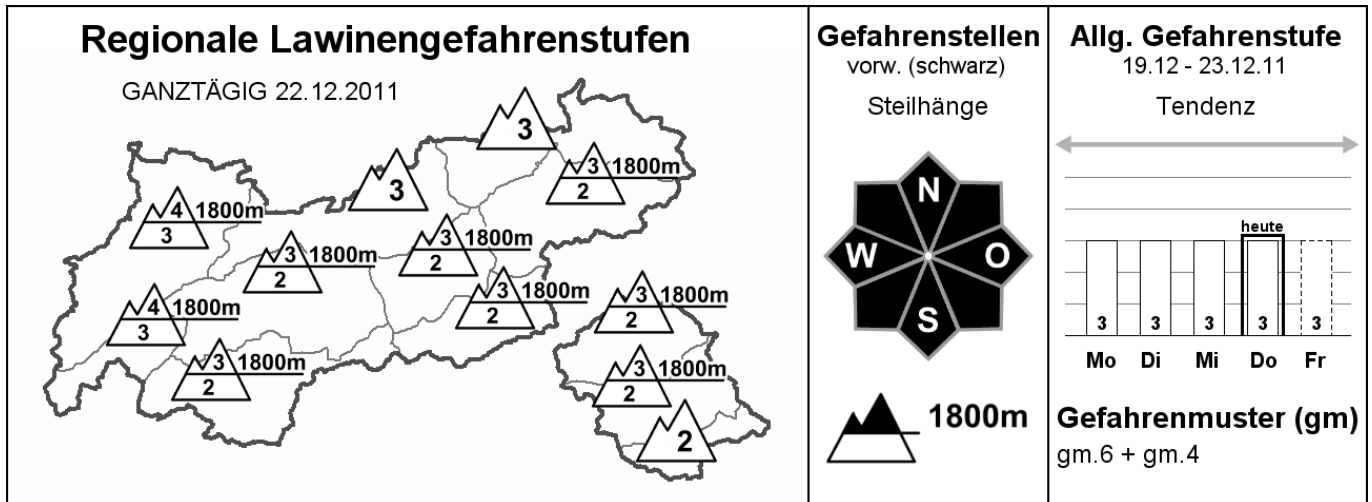 Regionale Lawinengefahrenstufen
GANZTÄGIG 22.12.2011
3
3 1800m
2
3
4 1800m
3
3 1800m
2
3 1800m
2
3 1800m
2
3 1800m
2
4 1800m
3
3 1800m
2
3 1800m
2
2
Gefahrenstellen
vorw. (schwarz)
Steilhänge
N
W O
S
1800m
Allg. Gefahrenstufe
19.12 - 23.12.11
Tendenz
heute
3 3 3 3 3
Mo Di Mi Do Fr
Gefahrenmuster (gm)
gm.6 + gm.4